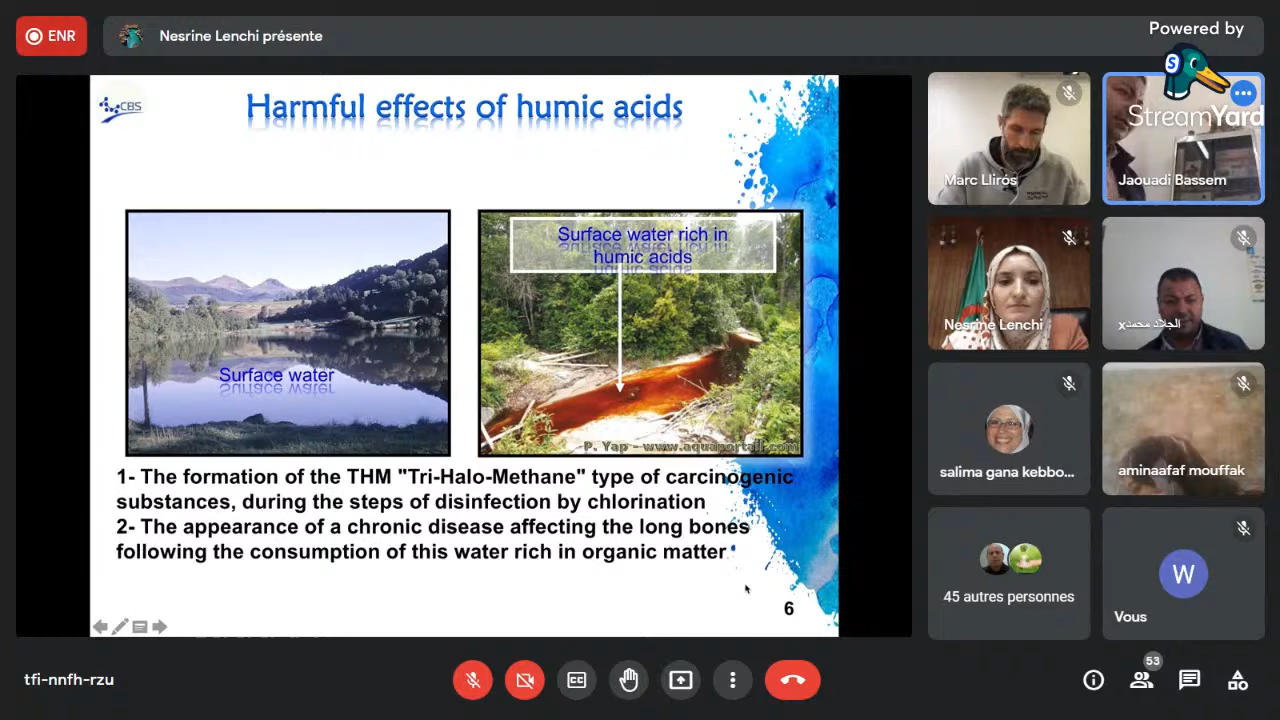 ENR
Nesrine Lenchi présente
Powered by
StreamYard
S
CBS
Harmful effects of humic acids
Surface water
Surface water rich in
humic acids
P. Yap - www.aquaportail.com
1- The formation of the THM "Tri-Halo-Methane" type of carcinogenic
substances, during the steps of disinfection by chlorination
2- The appearance of a chronic disease affecting the long bones
following the consumption of this water rich in organic matter
6
Marc Llirós
Jaouadi Bassem
Nesrine Lenchi
الجلاد محمدx
salima gana kebbo...
aminaafaf mouffak
45 autres personnes
W
Vous
tfi-nnfh-rzu
CC
53